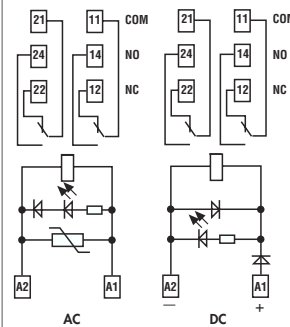 21 11 COM 21 11 COM
24 14 NO 24 14 NO
22 12 NC 22 12 NC
A2 A1 A2 A1
− +
AC DC